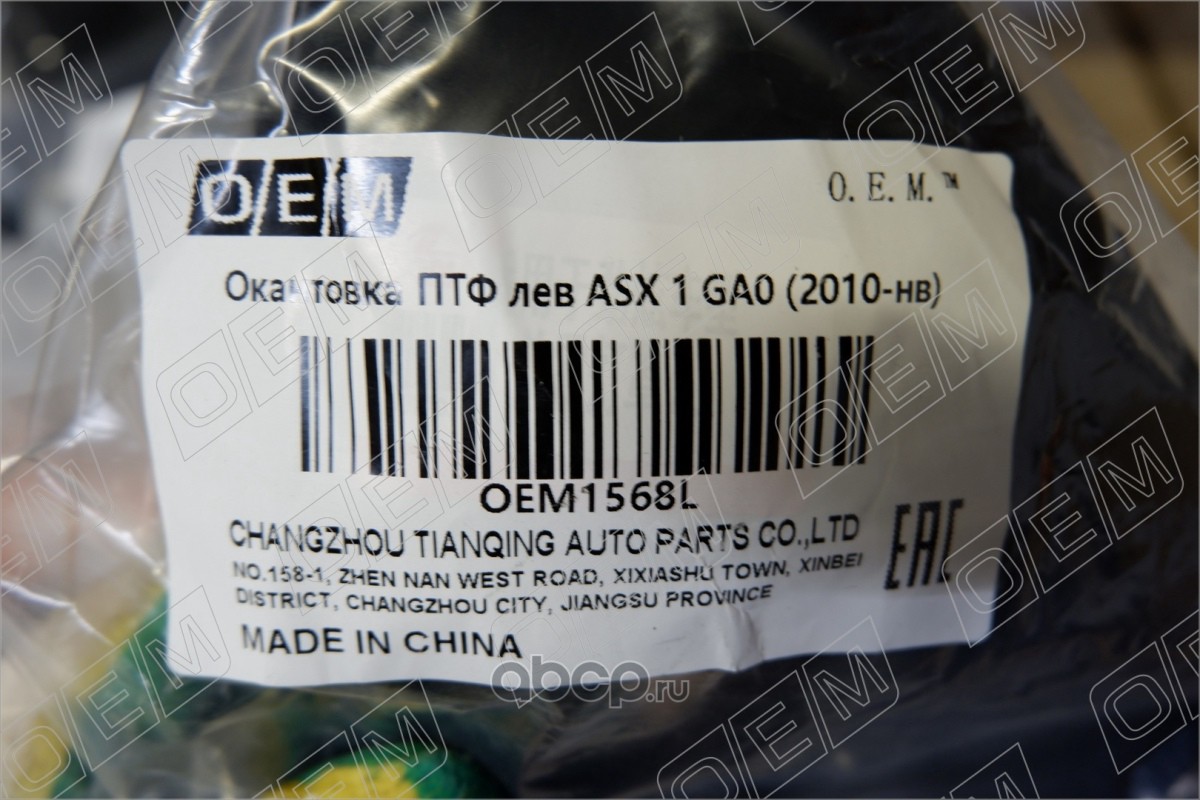 OEM
O.E.M.™
Окантовка ПТФ лев ASX 1 GA0 (2010-нв)
OEM1568L
CHANGZHOU TIANQING AUTO PARTS CO.,LTD
NO.158-1, ZHEN NAN WEST ROAD, XIXIASHU TOWN, XINBEI
DISTRICT, CHANGZHOU CITY, JIANGSU PROVINCE
EAC
MADE IN CHINA
abcp.ru